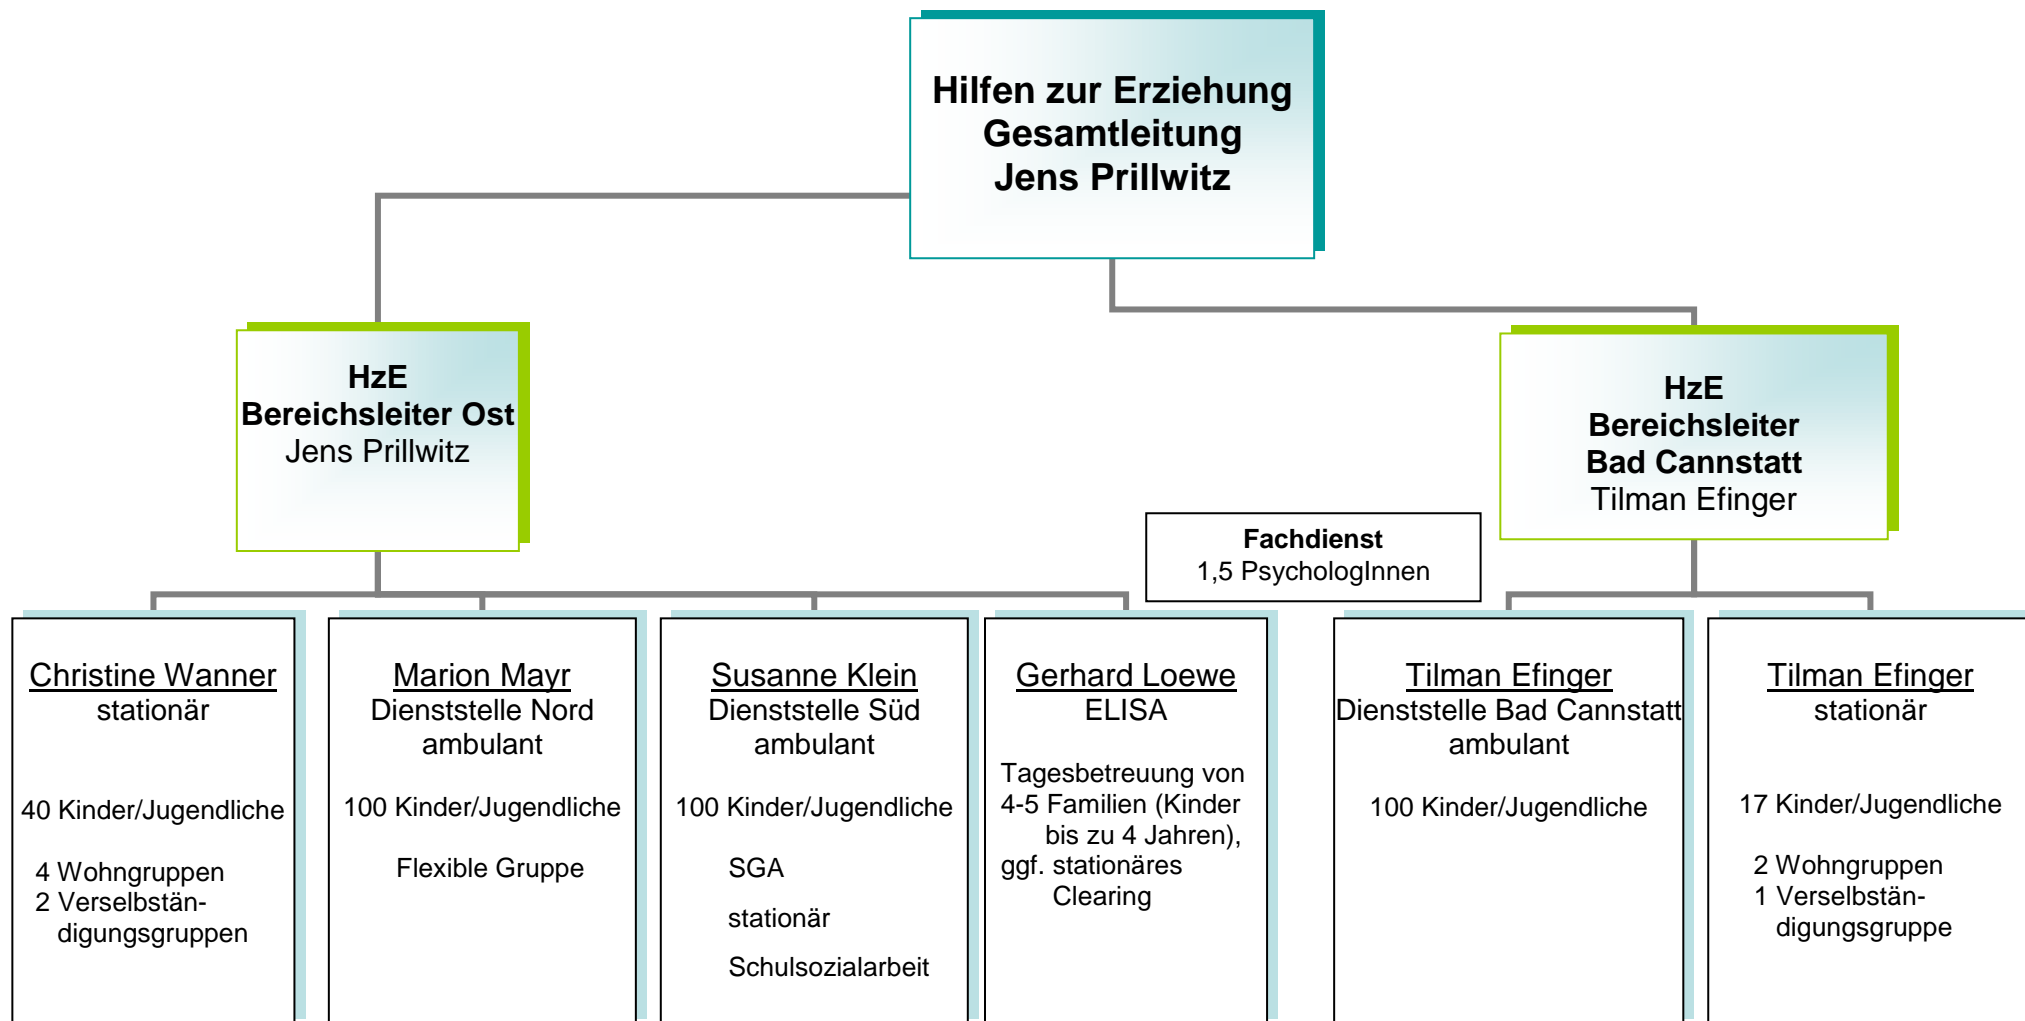 Hilfen zur Erziehung
Gesamtleitung
Jens Prillwitz
HzE
Bereichsleiter Ost
Jens Prillwitz
HzE
Bereichsleiter
Bad Cannstatt
Tilman Efinger
Fachdienst
1,5 PsychologInnen
Christine Wanner
stationär
40 Kinder/Jugendliche
4 Wohngruppen
2 Verselbstän-
digungsgruppen
Marion Mayr
Dienststelle Nord
ambulant
100 Kinder/Jugendliche
Flexible Gruppe
Susanne Klein
Dienststelle Süd
ambulant
100 Kinder/Jugendliche
SGA
stationär
Schulsozialarbeit
Gerhard Loewe
ELISA
Tagesbetreuung von
4-5 Familien (Kinder
bis zu 4 Jahren),
ggf. stationäres
Clearing
Tilman Efinger
Dienststelle Bad Cannstatt
ambulant
100 Kinder/Jugendliche
Tilman Efinger
stationär
17 Kinder/Jugendliche
2 Wohngruppen
1 Verselbstän-
digungsgruppe